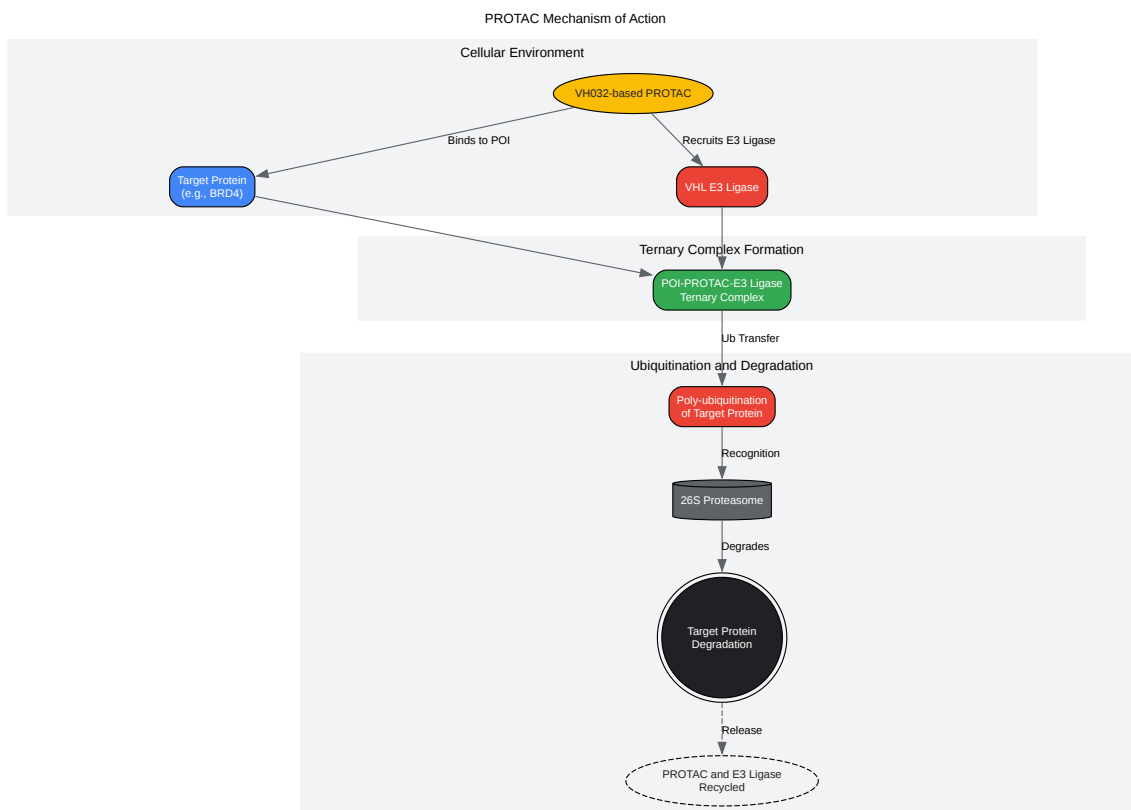 PROTAC Mechanism of Action
Cellular Environment
VH032-based PROTAC
Binds to POI
Recruits E3 Ligase
Target Protein
(e.g., BRD4)
VHL E3 Ligase
Ternary Complex Formation
POI-PROTAC-E3 Ligase
Ternary Complex
Ub Transfer
Ubiquitination and Degradation
Poly-ubiquitination
of Target Protein
Recognition
26S Proteasome
Degrades
Target Protein
Degradation
Release
PROTAC and E3 Ligase
Recycled